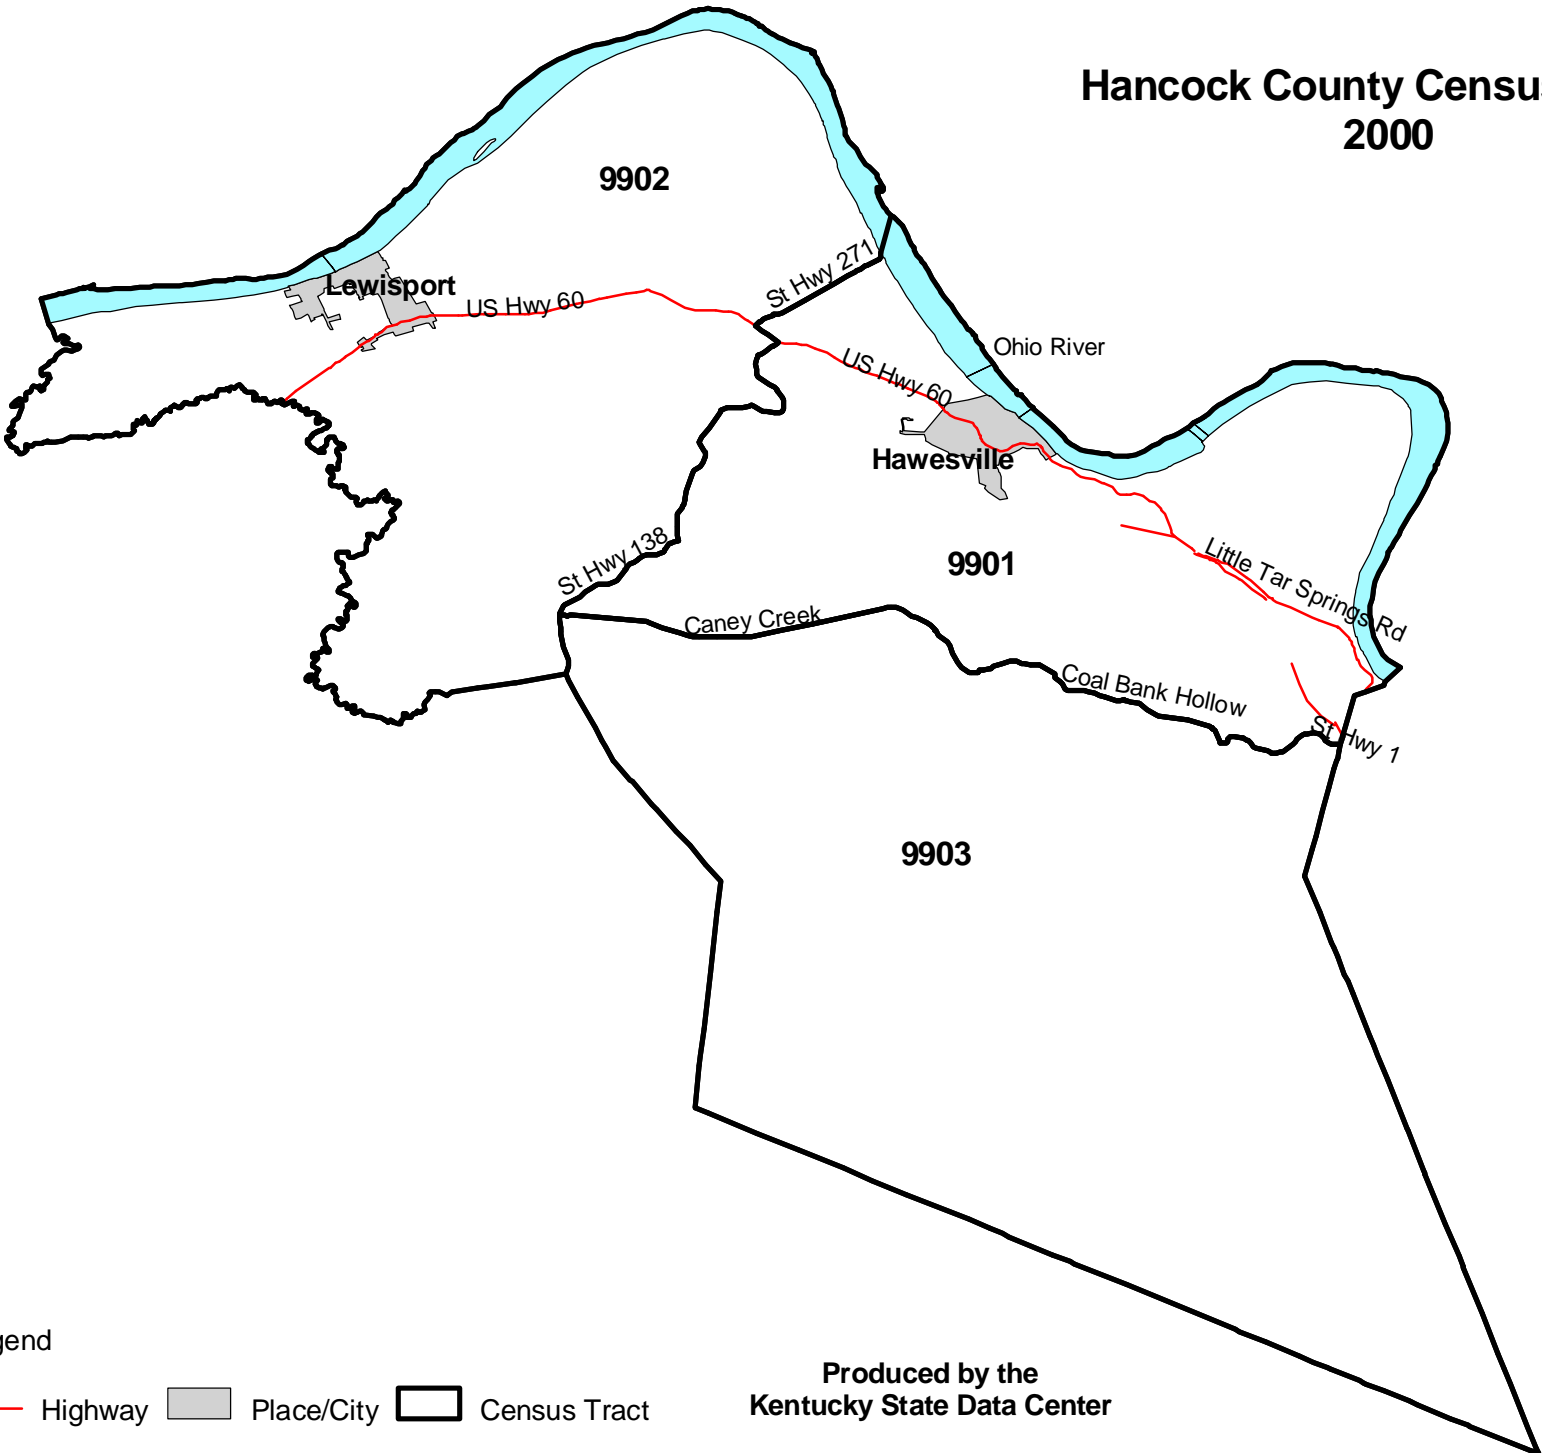 Hancock County Census
2000
9902
St Hwy 271
Lewisport
US Hwy 60
Ohio River
US Hwy 60
Hawesville
St Hwy 138
9901
Little Tar Springs Rd
Caney Creek
Coal Bank Hollow
St Hwy 1
9903
gend
Highway
Place/City
Census Tract
Produced by the
Kentucky State Data Center